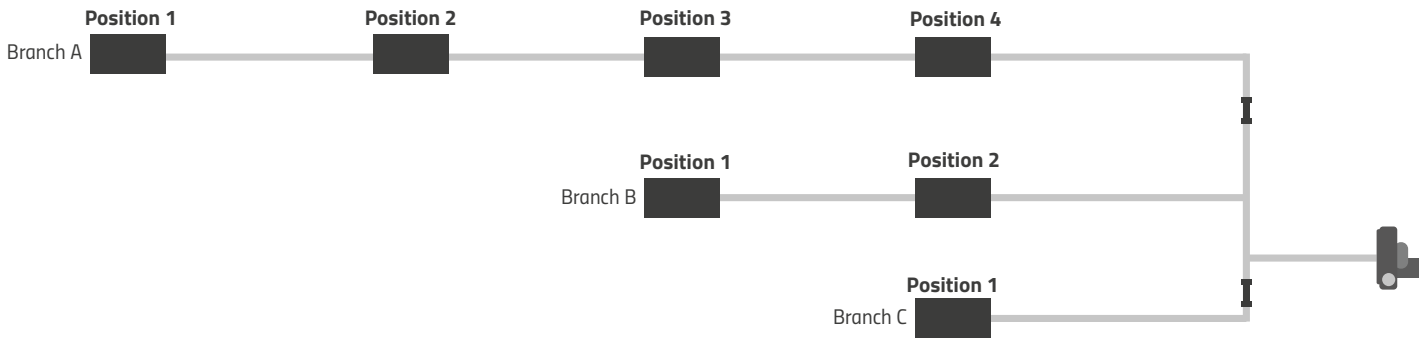 Position 1 Position 2 Position 3 Position 4
Branch A
Position 1 Position 2
Branch B
Position 1
Branch C